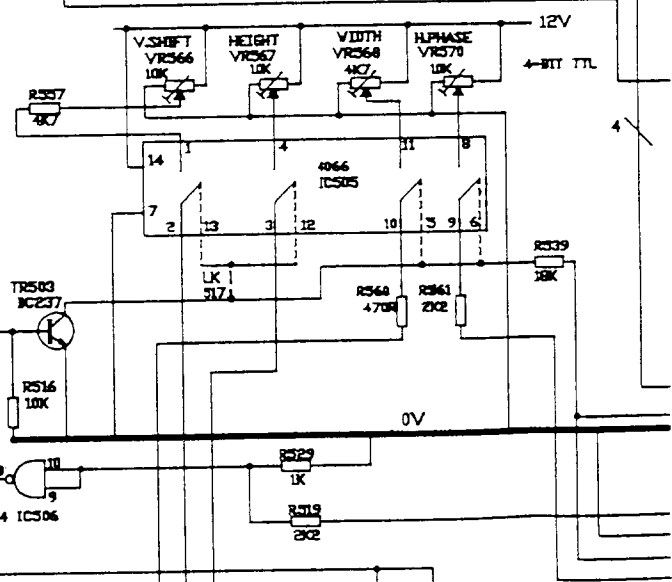 12V
V.SHIFT HEIGHT WIDTH H.PHASE
VR566 VR567 VR568 VR570
10K 10K 4K7 10K
4-BIT TTL
R557
4K7
4
1 4 11 8
14
4066
IC505
7
2 13 3 12 10 5 9 6
R539
18K
LK
517
TR503
BC237
R560 R561
470R 2K2
R516
10K
0V
10
R529
1K
9
4 IC506
R519
2K2